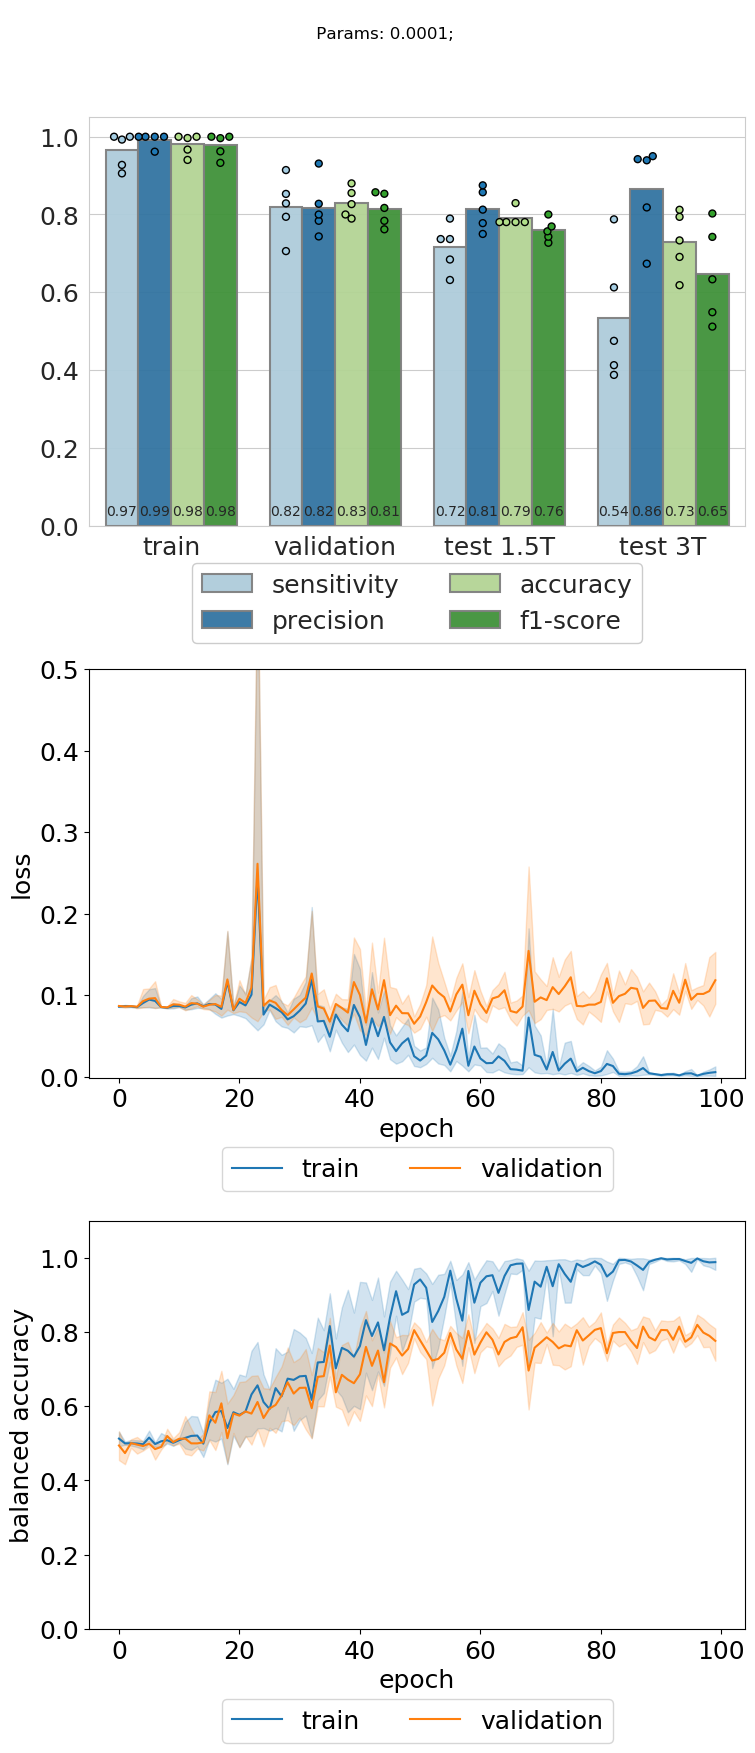 Params: 0.0001;
1.0
0.8
0.6
0.4
0.2
0.0
0.97 0.99 0.98 0.98 0.82 0.82 0.83 0.81 0.72 0.81 0.79 0.76 0.54 0.86 0.73 0.65
train validation test 1.5T test 3T
sensitivity accuracy
precision f1-score
0.5
0.4
0.3
0.2
0.1
0.0
loss
0 20 40 60 80 100
epoch
train validation
1.0
0.8
0.6
0.4
0.2
0.0
balanced accuracy
0 20 40 60 80 100
epoch
train validation